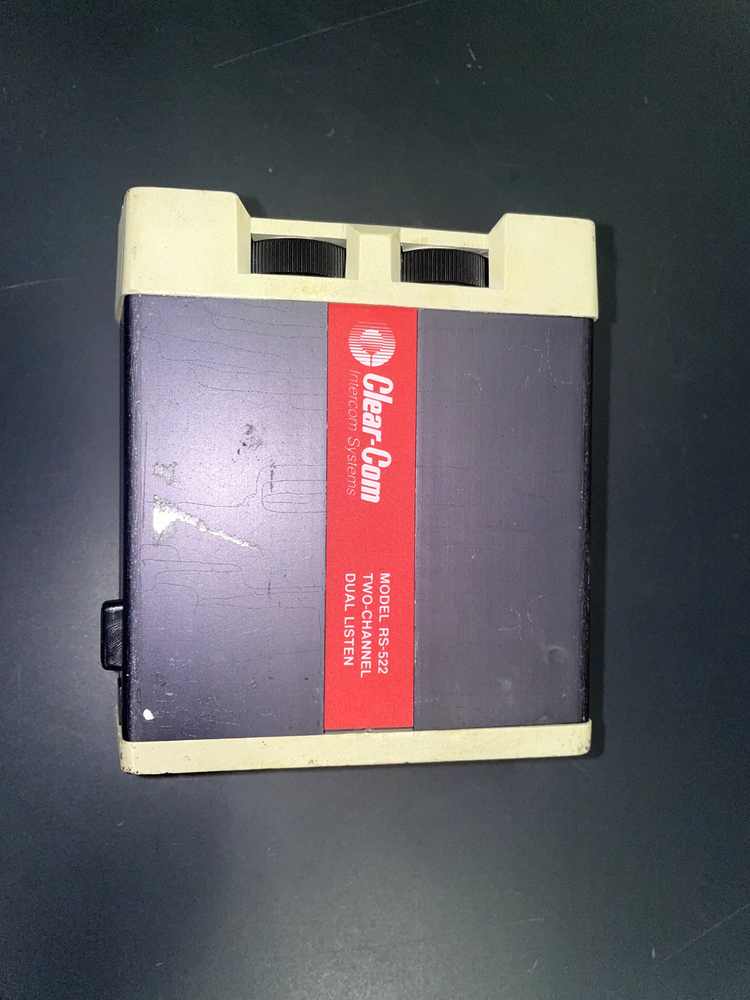 Clear-Com
Intercom Systems
MODEL RS-522
TWO-CHANNEL
DUAL LISTEN